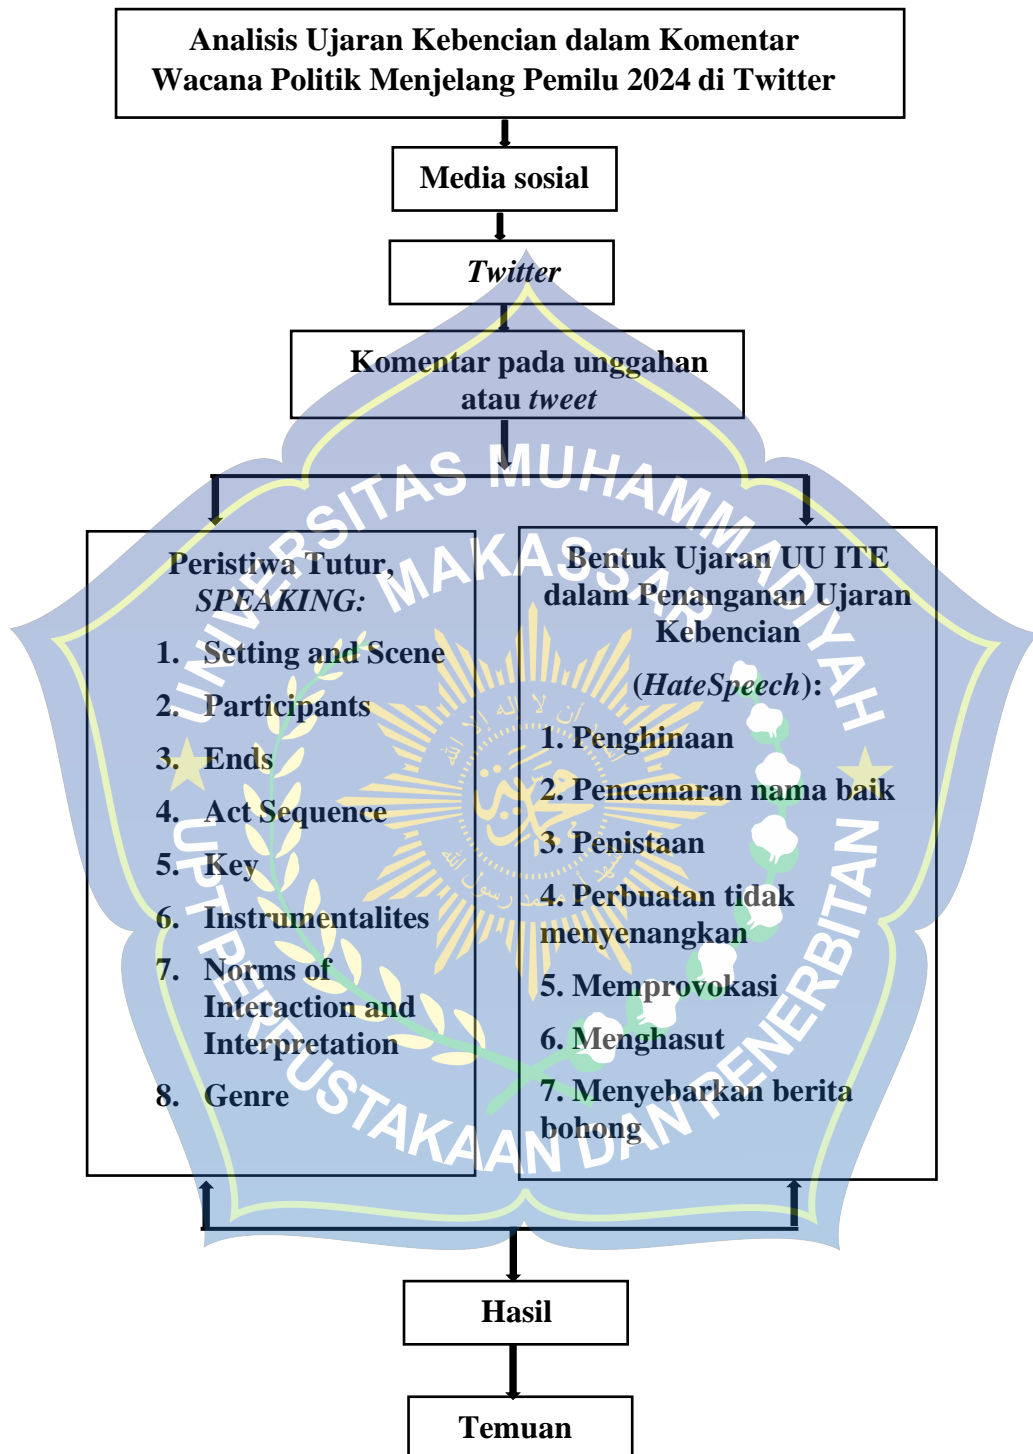 Analisis Ujaran Kebencian dalam Komentar
Wacana Politik Menjelang Pemilu 2024 di Twitter
Media sosial
Twitter
Komentar pada unggahan
atau tweet
Peristiwa Tutur,
SPEAKING:
1. Setting and Scene
2. Participants
3. Ends
4. Act Sequence
5. Key
6. Instrumentalites
7. Norms of
Interaction and
Interpretation
8. Genre
Bentuk Ujaran UU ITE
dalam Penanganan Ujaran
Kebencian
(HateSpeech):
1. Penghinaan
2. Pencemaran nama baik
3. Penistaan
4. Perbuatan tidak
menyenangkan
5. Memprovokasi
6. Menghasut
7. Menyebarkan berita
bohong
Hasil
Temuan
UNIVERSITAS MUHAMMADIYAH
MAKASSAR
UPT PERPUSTAKAAN DAN PENERBITAN